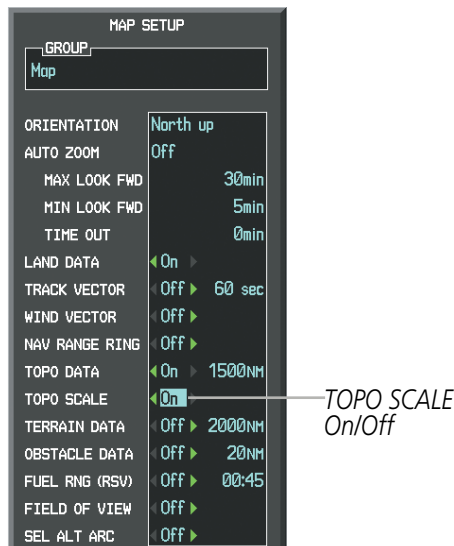 MAP SETUP
GROUP
Map
ORIENTATION North up
AUTO ZOOM Off
MAX LOOK FWD 30min
MIN LOOK FWD 5min
TIME OUT 0min
LAND DATA On
TRACK VECTOR Off 60 sec
WIND VECTOR Off
NAV RANGE RING Off
TOPO DATA On 1500NM
TOPO SCALE On
TOPO SCALE
On/Off
TERRAIN DATA Off 2000NM
OBSTACLE DATA Off 20NM
FUEL RNG (RSV) Off 00:45
FIELD OF VIEW Off
SEL ALT ARC Off